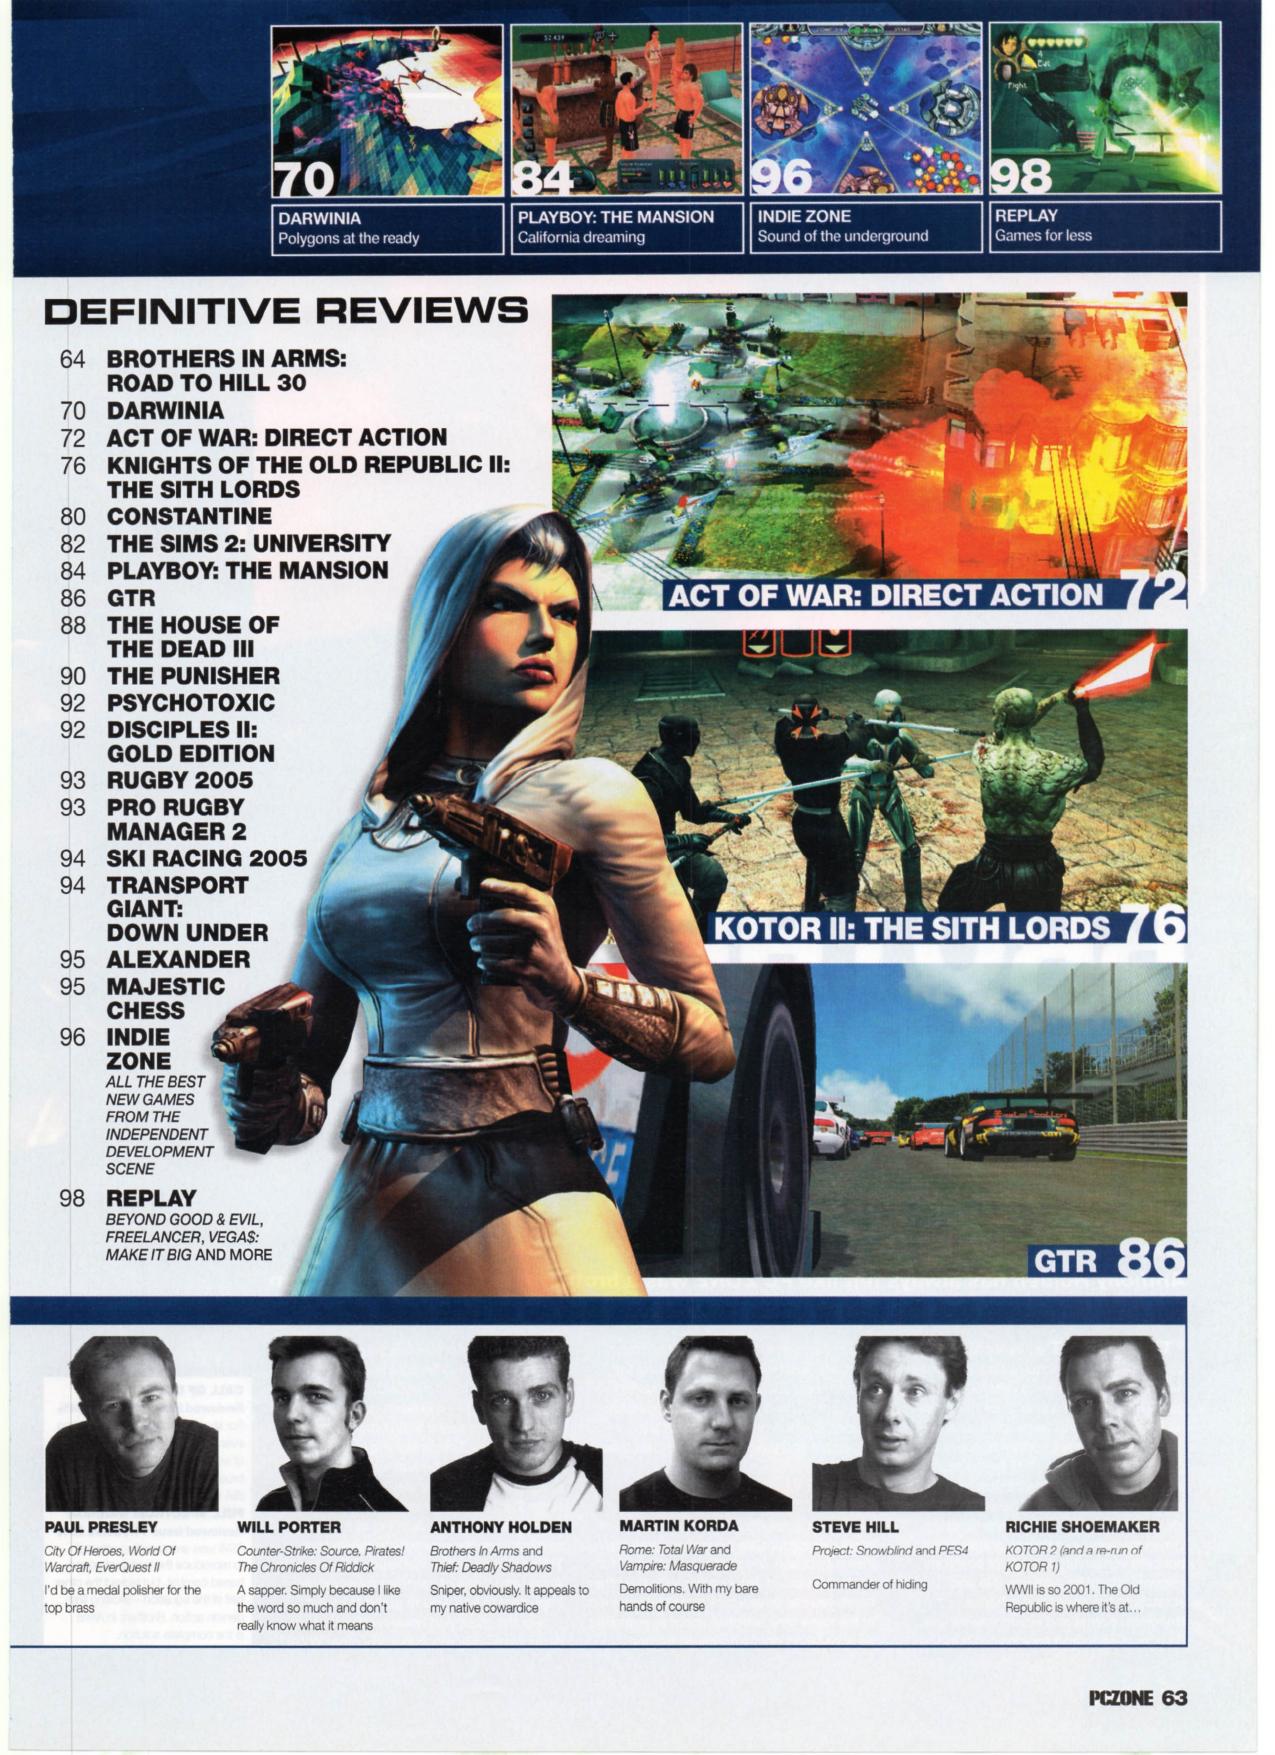 70
DARWINIA
Polygons at the ready
84
PLAYBOY: THE MANSION
California dreaming
96
INDIE ZONE
Sound of the underground
98
REPLAY
Games for less
DEFINITIVE REVIEWS
64 BROTHERS IN ARMS:
ROAD TO HILL 30
70 DARWINIA
72 ACT OF WAR: DIRECT ACTION
76 KNIGHTS OF THE OLD REPUBLIC II:
THE SITH LORDS
80 CONSTANTINE
82 THE SIMS 2: UNIVERSITY
84 PLAYBOY: THE MANSION
86 GTR
88 THE HOUSE OF
THE DEAD III
90 THE PUNISHER
92 PSYCHOTOXIC
92 DISCIPLES II:
GOLD EDITION
93 RUGBY 2005
93 PRO RUGBY
MANAGER 2
94 SKI RACING 2005
94 TRANSPORT
GIANT:
DOWN UNDER
95 ALEXANDER
95 MAJESTIC
CHESS
96 INDIE
ZONE
ALL THE BEST
NEW GAMES
FROM THE
INDEPENDENT
DEVELOPMENT
SCENE
98 REPLAY
BEYOND GOOD & EVIL,
FREELANCER, VEGA$:
MAKE IT BIG AND MORE
ACT OF WAR: DIRECT ACTION 72
KOTOR II: THE SITH LORDS 76
GTR 86
PAUL PRESLEY
City Of Heroes, World Of
Warcraft, EverQuest II
I'd be a medal polisher for the
top brass
WILL PORTER
Counter-Strike: Source, Pirates!
The Chronicles Of Riddick
A sapper. Simply because I like
the word so much and don't
really know what it means
ANTHONY HOLDEN
Brothers In Arms and
Thief: Deadly Shadows
Sniper, obviously. It appeals to
my native cowardice
MARTIN KORDA
Rome: Total War and
Vampire: Masquerade
Demolitions. With my bare
hands of course
STEVE HILL
Project: Snowblind and PES4
Commander of hiding
RICHIE SHOEMAKER
KOTOR 2 (and a re-run of
KOTOR 1)
WWII is so 2001. The Old
Republic is where it's at...
PCZONE 63